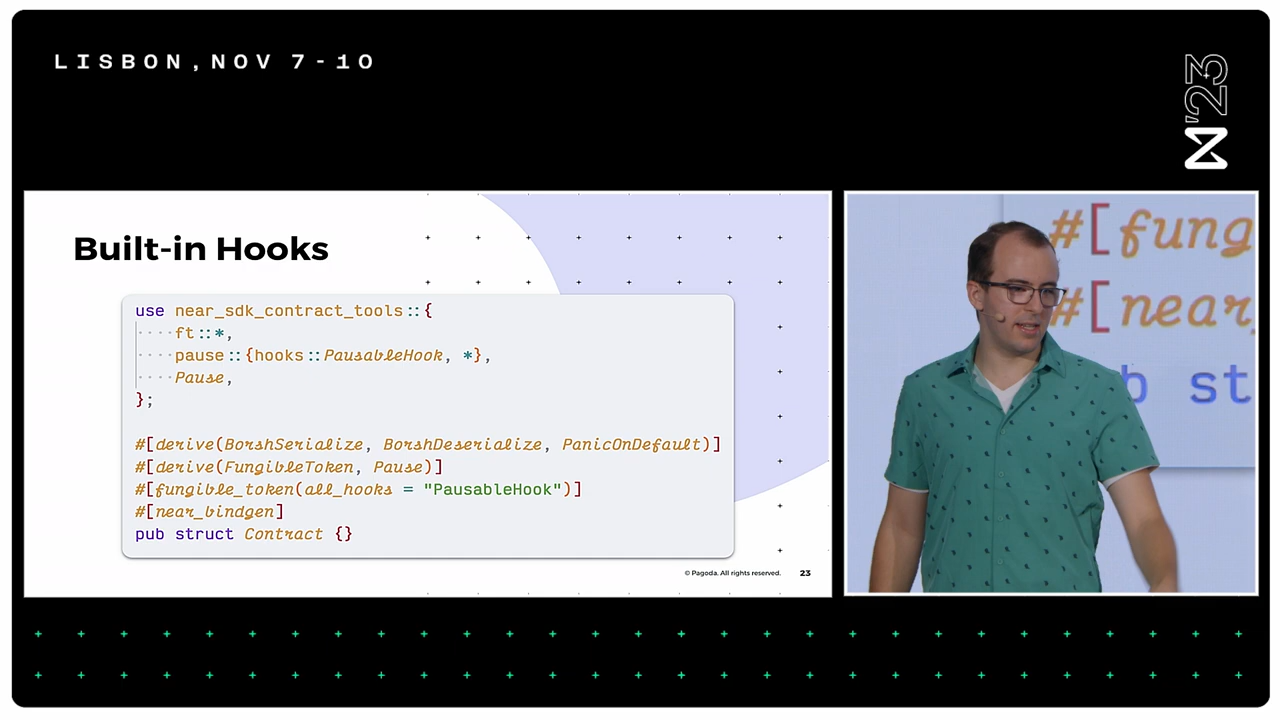 LISBON, NOV 7-10
'23
Built-in Hooks
use near_sdk_contract_tools::{
····ft::*,
····pause::{hooks::PausableHook, *},
····Pause,
};
#[derive(BorshSerialize, BorshDeserialize, PanicOnDefault)]
#[derive(FungibleToken, Pause)]
#[fungible_token(all_hooks = "PausableHook")]
#[near_bindgen]
pub struct Contract {}
© Pagoda. All rights reserved. 23
#[fung
#[near
b st